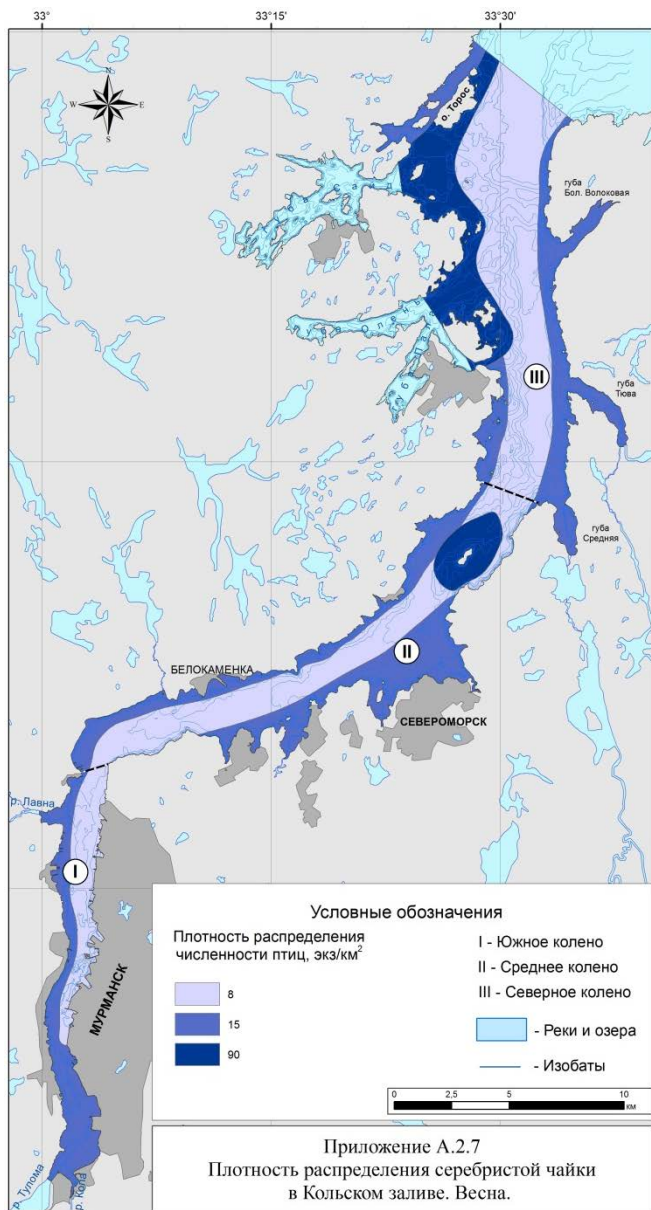 33°
33°15'
33°30'
N
W
E
S
о. Торос
губа
Бол. Волоковая
III
губа
Тюва
губа
Средняя
II
БЕЛОКАМЕНКА
СЕВЕРОМОРСК
р. Лавна
I
МУРМАНСК
р. Тулома
р. Кола
Условные обозначения
Плотность распределения
численности птиц, экз/км²
8
15
90
I - Южное колено
II - Среднее колено
III - Северное колено
- Реки и озера
- Изобаты
0 2,5 5 10
км
Приложение А.2.7
Плотность распределения серебристой чайки
в Кольском заливе. Весна.